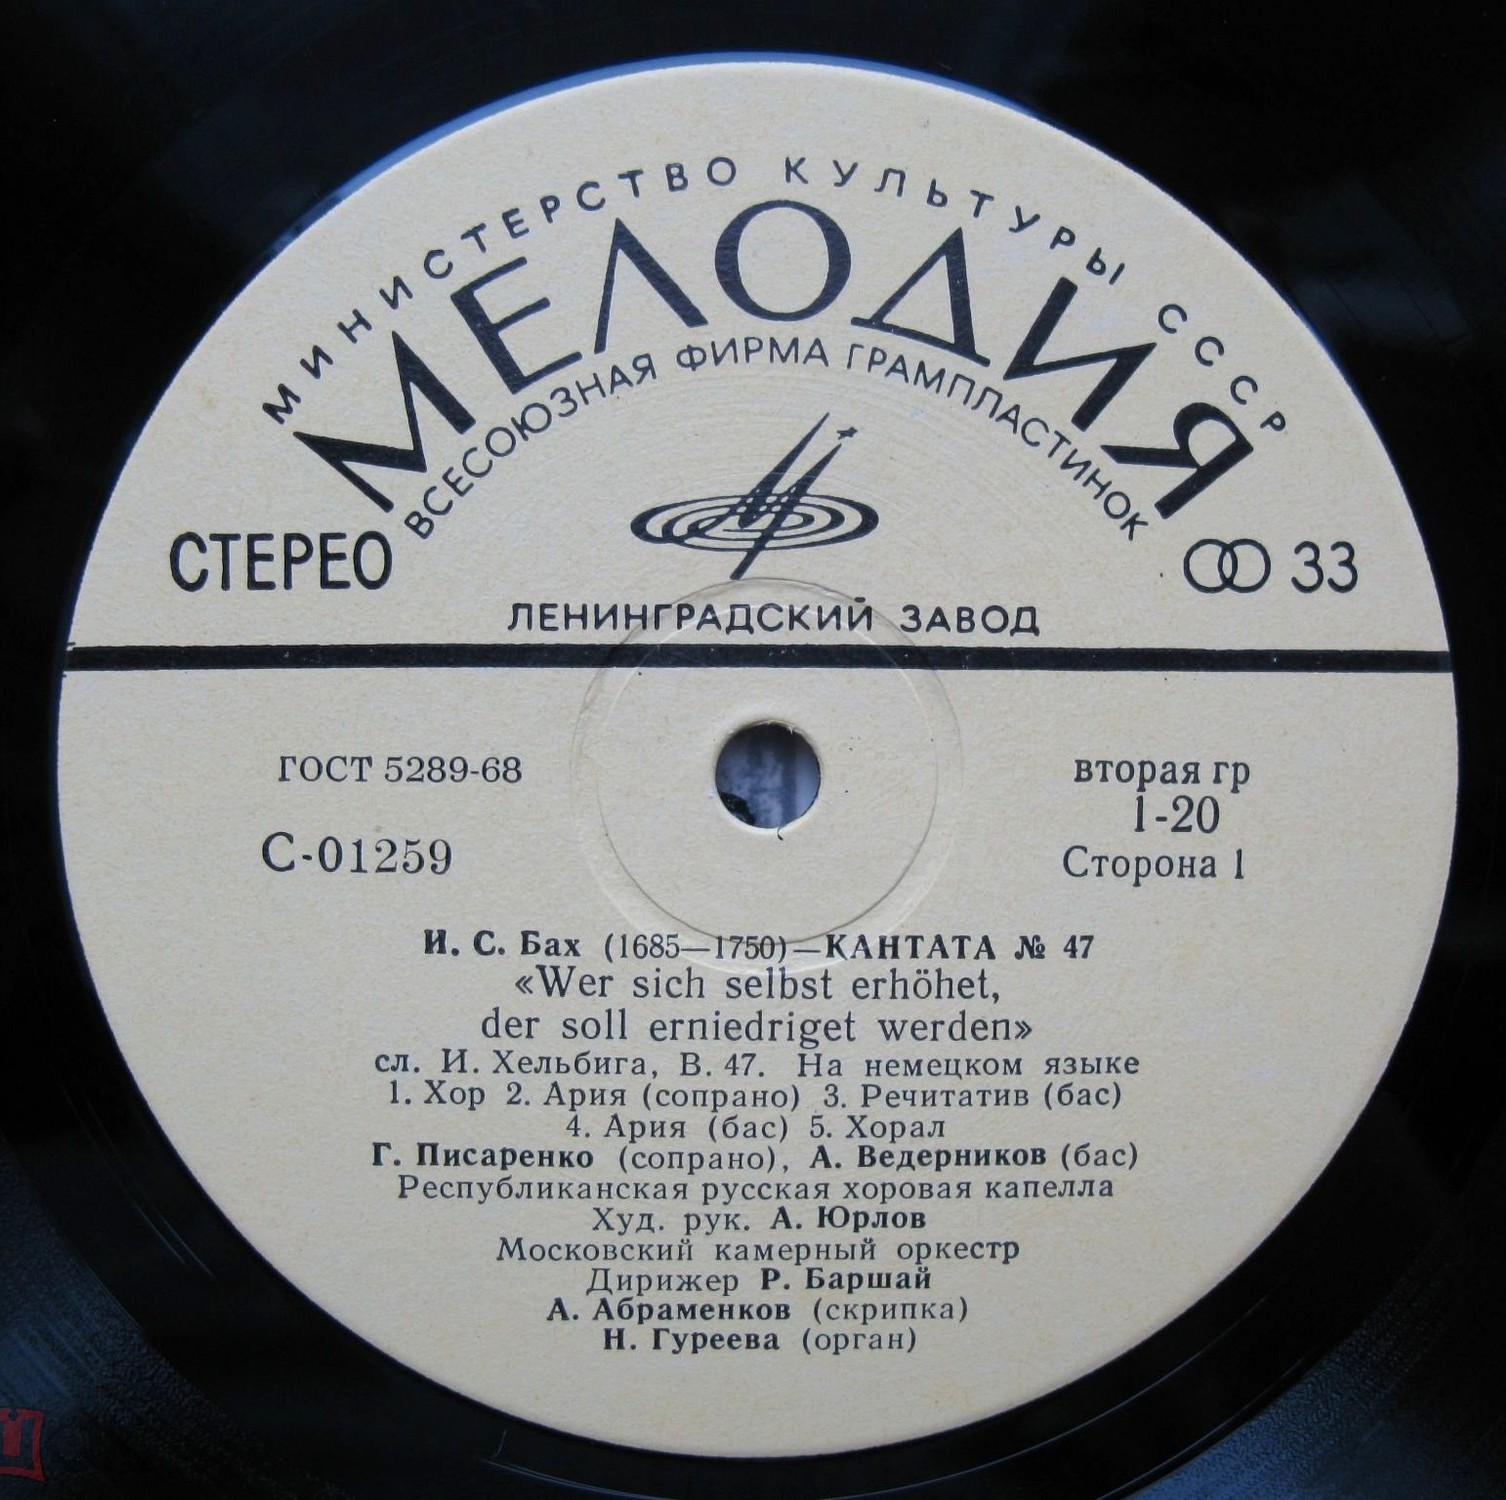 МИНИСТЕРСТВО КУЛЬТУРЫ СССР
МЕЛОДИЯ
ВСЕСОЮЗНАЯ ФИРМА ГРАМПЛАСТИНОК
СТЕРЕО
33
ЛЕНИНГРАДСКИЙ ЗАВОД
ГОСТ 5289-68
С-01259
вторая гр
1-20
Сторона 1
И. С. Бах (1685—1750)—КАНТАТА № 47
«Wer sich selbst erhöhet,
der soll erniedriget werden»
сл. И. Хельбига, В. 47. На немецком языке
1. Хор 2. Ария (сопрано) 3. Речитатив (бас)
4. Ария (бас) 5. Хорал
Г. Писаренко (сопрано), А. Ведерников (бас)
Республиканская русская хоровая капелла
Худ. рук. А. Юрлов
Московский камерный оркестр
Дирижер Р. Баршай
А. Абраменков (скрипка)
Н. Гуреева (орган)